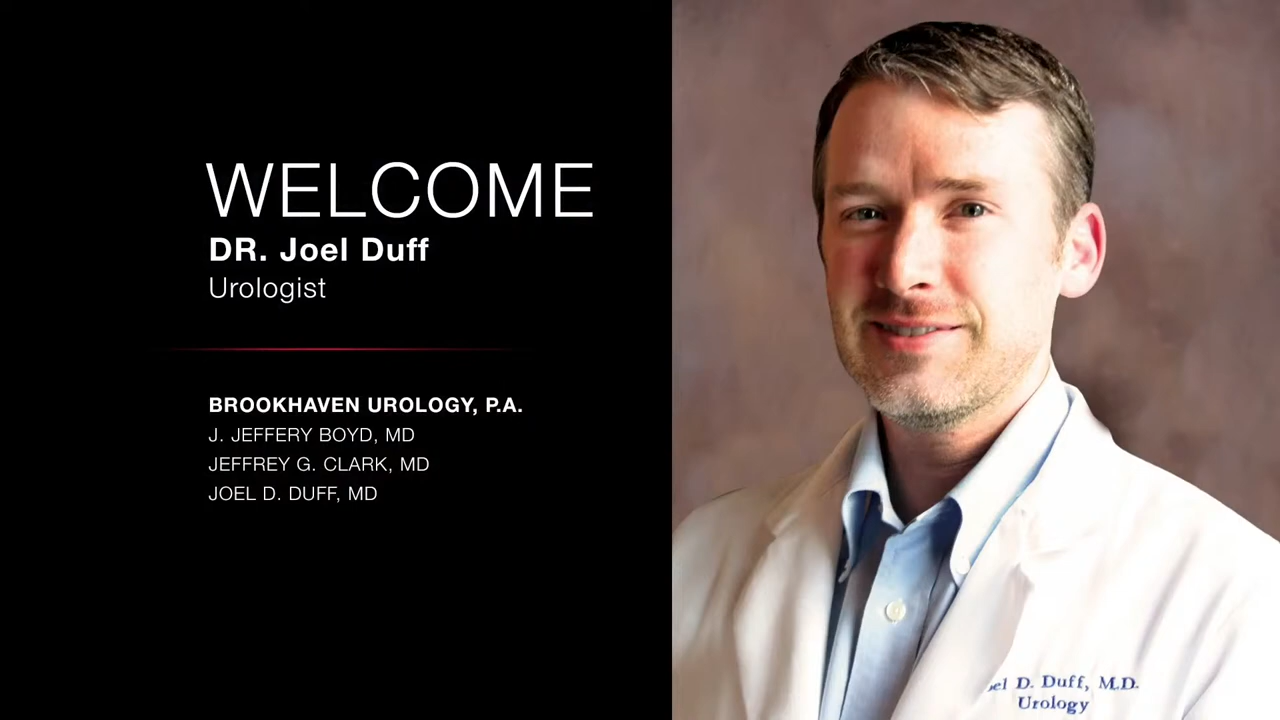 WELCOME
DR. Joel Duff
Urologist
BROOKHAVEN UROLOGY, P.A.
J. JEFFERY BOYD, MD
JEFFREY G. CLARK, MD
JOEL D. DUFF, MD
D. Duff, M.D.
Urology